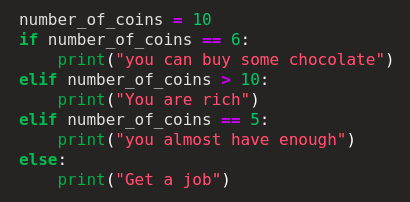 number_of_coins = 10
if number_of_coins == 6:
    print("you can buy some chocolate")
elif number_of_coins > 10:
    print("You are rich")
elif number_of_coins == 5:
    print("you almost have enough")
else:
    print("Get a job")